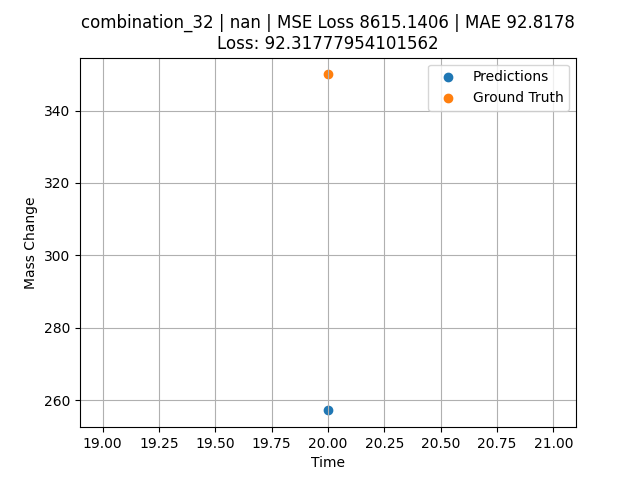 combination_32 | nan | MSE Loss 8615.1406 | MAE 92.8178
Loss: 92.31777954101562
Predictions
Ground Truth
340
320
300
280
260
Mass Change
19.00 19.25 19.50 19.75 20.00 20.25 20.50 20.75 21.00
Time